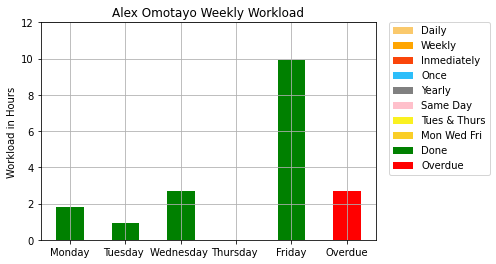 Alex Omotayo Weekly Workload
Workload in Hours
12
10
8
6
4
2
0
Monday Tuesday Wednesday Thursday Friday Overdue
Daily
Weekly
Inmediately
Once
Yearly
Same Day
Tues & Thurs
Mon Wed Fri
Done
Overdue